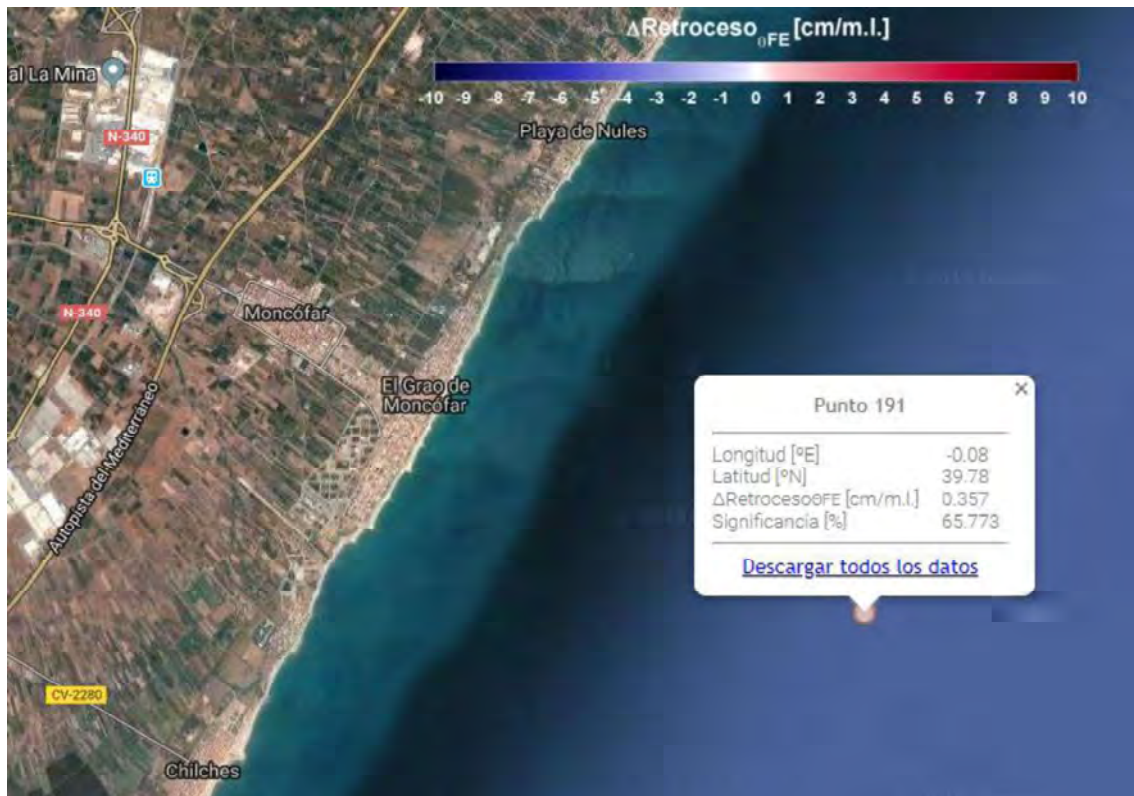 ΔRetroceso θFE [cm/m.l.]
-10 -9 -8 -7 -6 -5 -4 -3 -2 -1 0 1 2 3 4 5 6 7 8 9 10
al La Mina
N-340
Playa de Nules
Moncófar
N-340
El Grao de
Moncófar
Autopista del Mediterráneo
Punto 191
Longitud [ºE] -0.08
Latitud [ºN] 39.78
ΔRetrocesoθFE [cm/m.l.] 0.357
Significancia [%] 65.773
Descargar todos los datos
CV-2280
Chilches